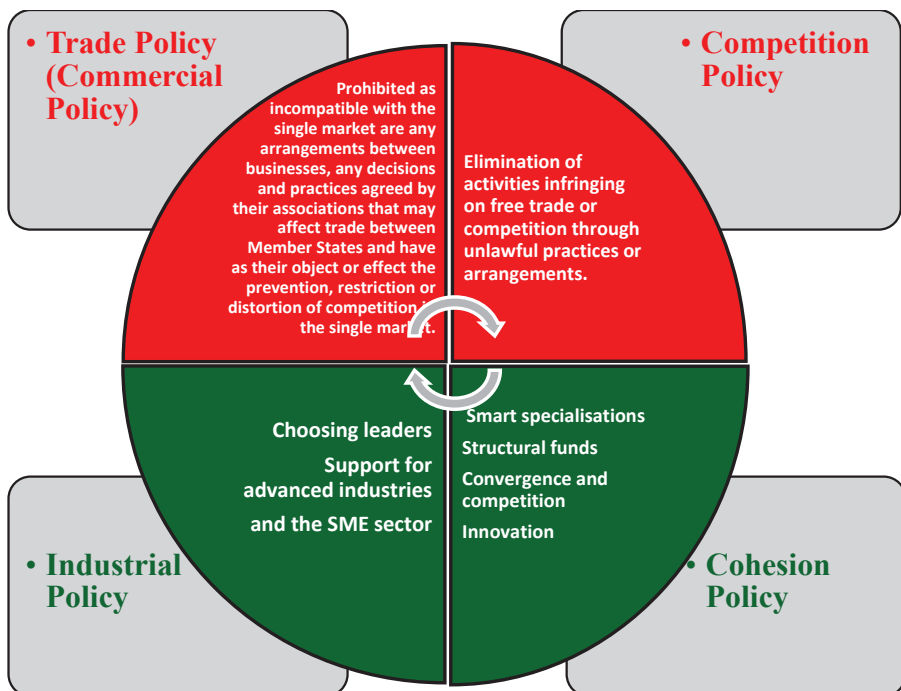 • Trade Policy
(Commercial
Policy)
Prohibited as
incompatible with the
single market are any
arrangements between
businesses, any decisions
and practices agreed by
their associations that may
affect trade between
Member States and have
as their object or effect the
prevention, restriction or
distortion of competition
the single market.
• Competition
Policy
Elimination of
activities infringing
on free trade or
competition through
unlawful practices or
arrangements.
Choosing leaders
Support for
advanced industries
and the SME sector
• Industrial
Policy
Smart specialisations
Structural funds
Convergence and
competition
Innovation
• Cohesion
Policy